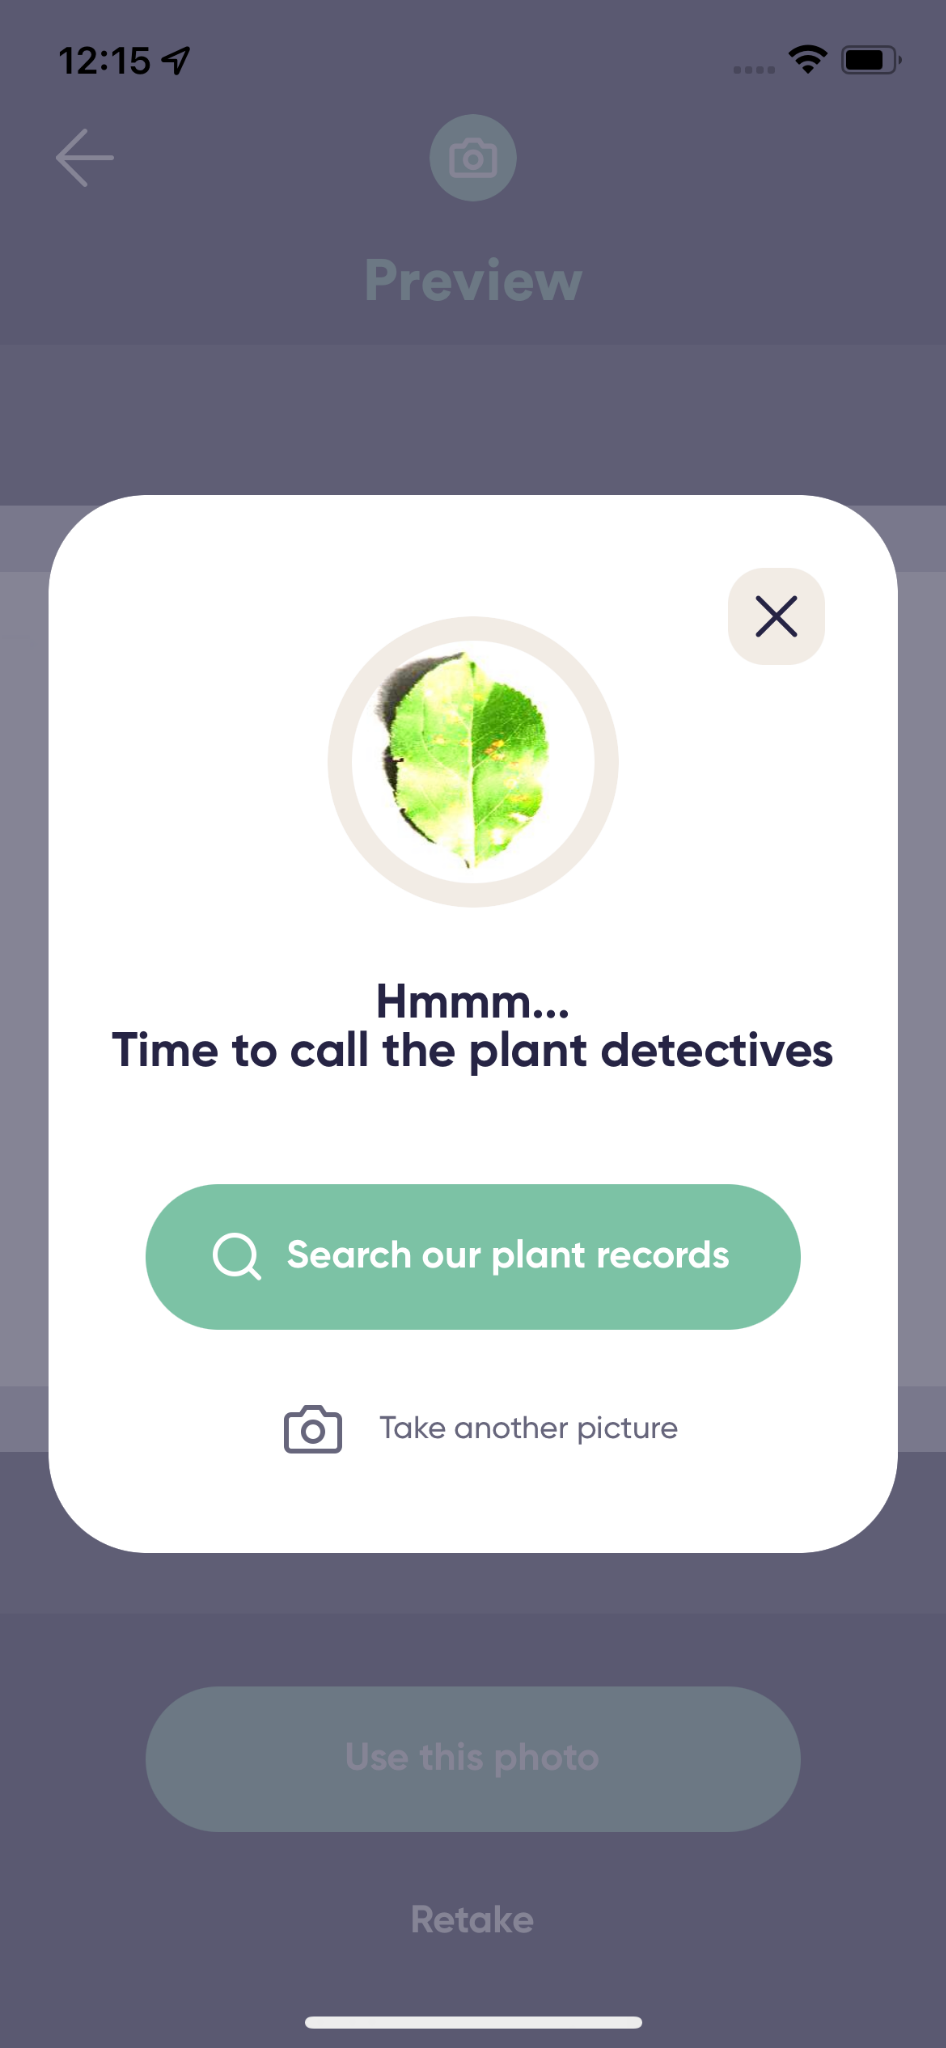 12:15
Preview
Hmmm...
Time to call the plant detectives
Search our plant records
Take another picture
Use this photo
Retake